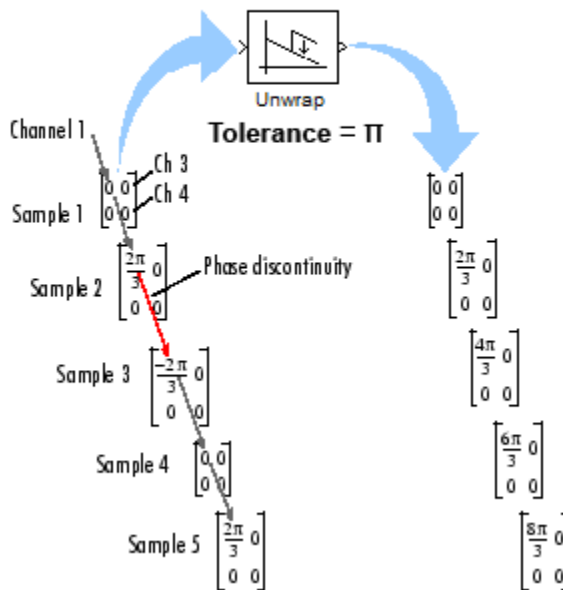 Unwrap
Tolerance = π
Channel 1
Ch 3
[0 0
Ch 4
Sample 1
0 0]
[0 0
0 0]
Sample 2
[2π/3 0
0 0]
Phase discontinuity
[2π/3 0
0 0]
Sample 3
[-2π/3 0
0 0]
[4π/3 0
0 0]
Sample 4
[0 0
0 0]
[6π/3 0
0 0]
Sample 5
[2π/3 0
0 0]
[8π/3 0
0 0]